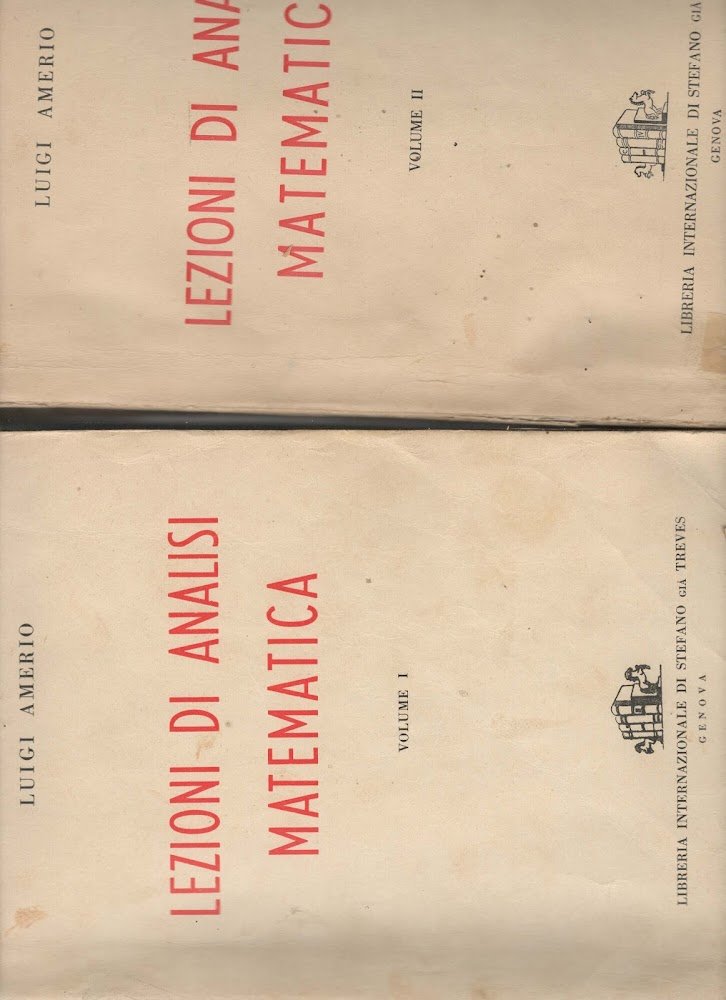 LUIGI AMERIO
LEZIONI DI ANA
MATEMATIC
VOLUME II
LIBRERIA INTERNAZIONALE DI STEFANO GIÀ
GENOVA
LUIGI AMERIO
LEZIONI DI ANALISI
MATEMATICA
VOLUME I
LIBRERIA INTERNAZIONALE DI STEFANO GIÀ TREVES
GENOVA